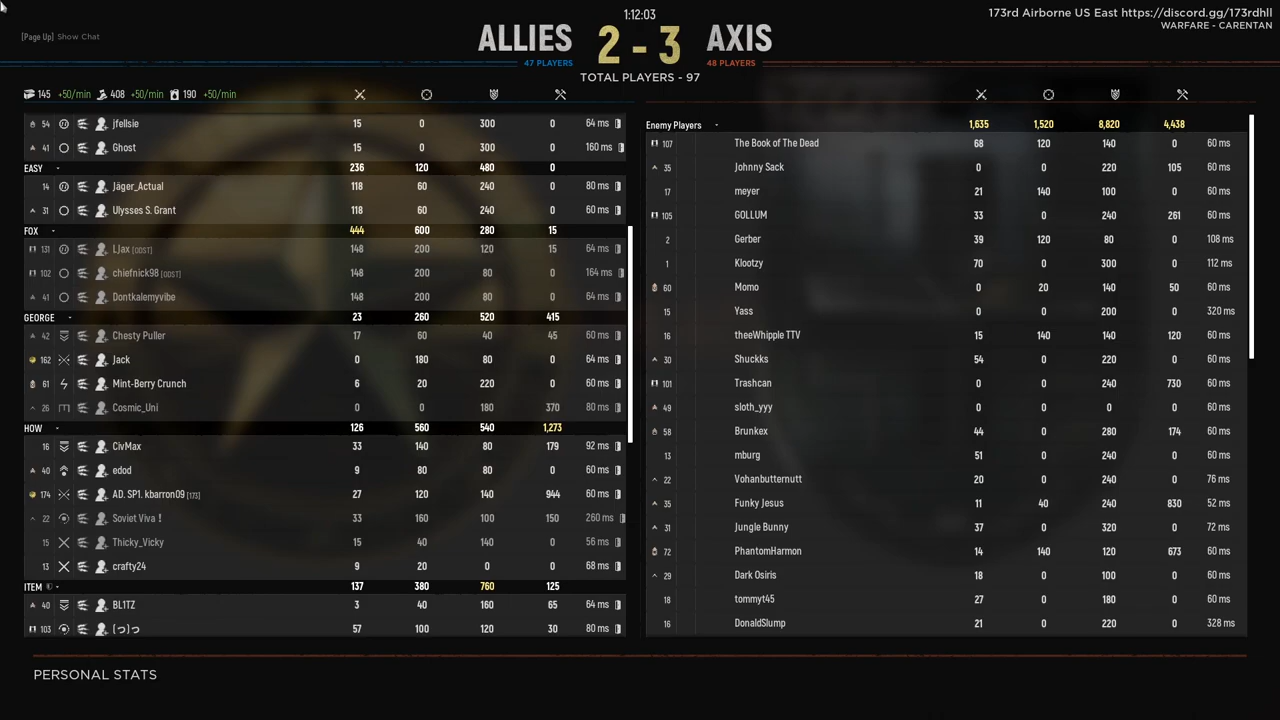 1:12:03
173rd Airborne US East https://discord.gg/173rdhll
WARFARE - CARENTAN
[Page Up] Show Chat
ALLIES 2 - 3 AXIS
47 PLAYERS 48 PLAYERS
TOTAL PLAYERS - 97
145 +50/min 408 +50/min 190 +50/min
54 jfellsie 15 0 300 0 64 ms
41 Ghost 15 0 300 0 160 ms
EASY 236 120 480 0
14 Jäger_Actual 118 60 240 0 80 ms
31 Ulysses S. Grant 118 60 240 0 60 ms
FOX 444 600 280 15
131 LJax [ODST] 148 200 120 15 64 ms
102 chiefnick98 [ODST] 148 200 80 0 164 ms
41 Dontkalemyvibe 148 200 80 0 64 ms
GEORGE 23 260 520 415
42 Chesty Puller 17 60 40 45 60 ms
162 Jack 0 180 80 0 64 ms
61 Mint-Berry Crunch 6 20 220 0 60 ms
26 Cosmic_Uni 0 0 180 370 80 ms
HOW 126 560 540 1,273
16 CivMax 33 140 80 179 92 ms
40 edod 9 80 80 0 60 ms
174 AD. SP1. kbarron09 [173] 27 120 140 944 60 ms
22 Soviet Viva ! 33 160 100 150 260 ms
15 Thicky_Vicky 15 40 140 0 56 ms
13 crafty24 9 20 0 0 68 ms
ITEM 137 380 760 125
40 BL1TZ 3 40 160 65 64 ms
103 (つ)つ 57 100 120 30 80 ms
Enemy Players 1,635 1,520 8,820 4,438
107 The Book of The Dead 68 120 140 0 60 ms
35 Johnny Sack 0 0 220 105 60 ms
17 meyer 21 140 100 0 60 ms
105 GOLLUM 33 0 240 261 60 ms
2 Gerber 39 120 80 0 108 ms
1 Klootzy 70 0 300 0 112 ms
60 Momo 0 20 140 50 60 ms
15 Yass 0 0 200 0 320 ms
16 theeWhipple TTV 15 140 140 120 60 ms
30 Shuckks 54 0 220 0 60 ms
101 Trashcan 0 0 240 730 60 ms
49 sloth_yyy 0 0 0 0 60 ms
58 Brunkex 44 0 280 174 60 ms
13 mburg 51 0 240 0 60 ms
22 Vohanbutternutt 20 0 240 0 76 ms
35 Funky Jesus 11 40 240 830 52 ms
31 Jungle Bunny 37 0 320 0 72 ms
72 PhantomHarmon 14 140 120 673 60 ms
29 Dark Osiris 18 0 100 0 60 ms
18 tommyt45 27 0 180 0 60 ms
16 DonaldSlump 21 0 220 0 328 ms
PERSONAL STATS